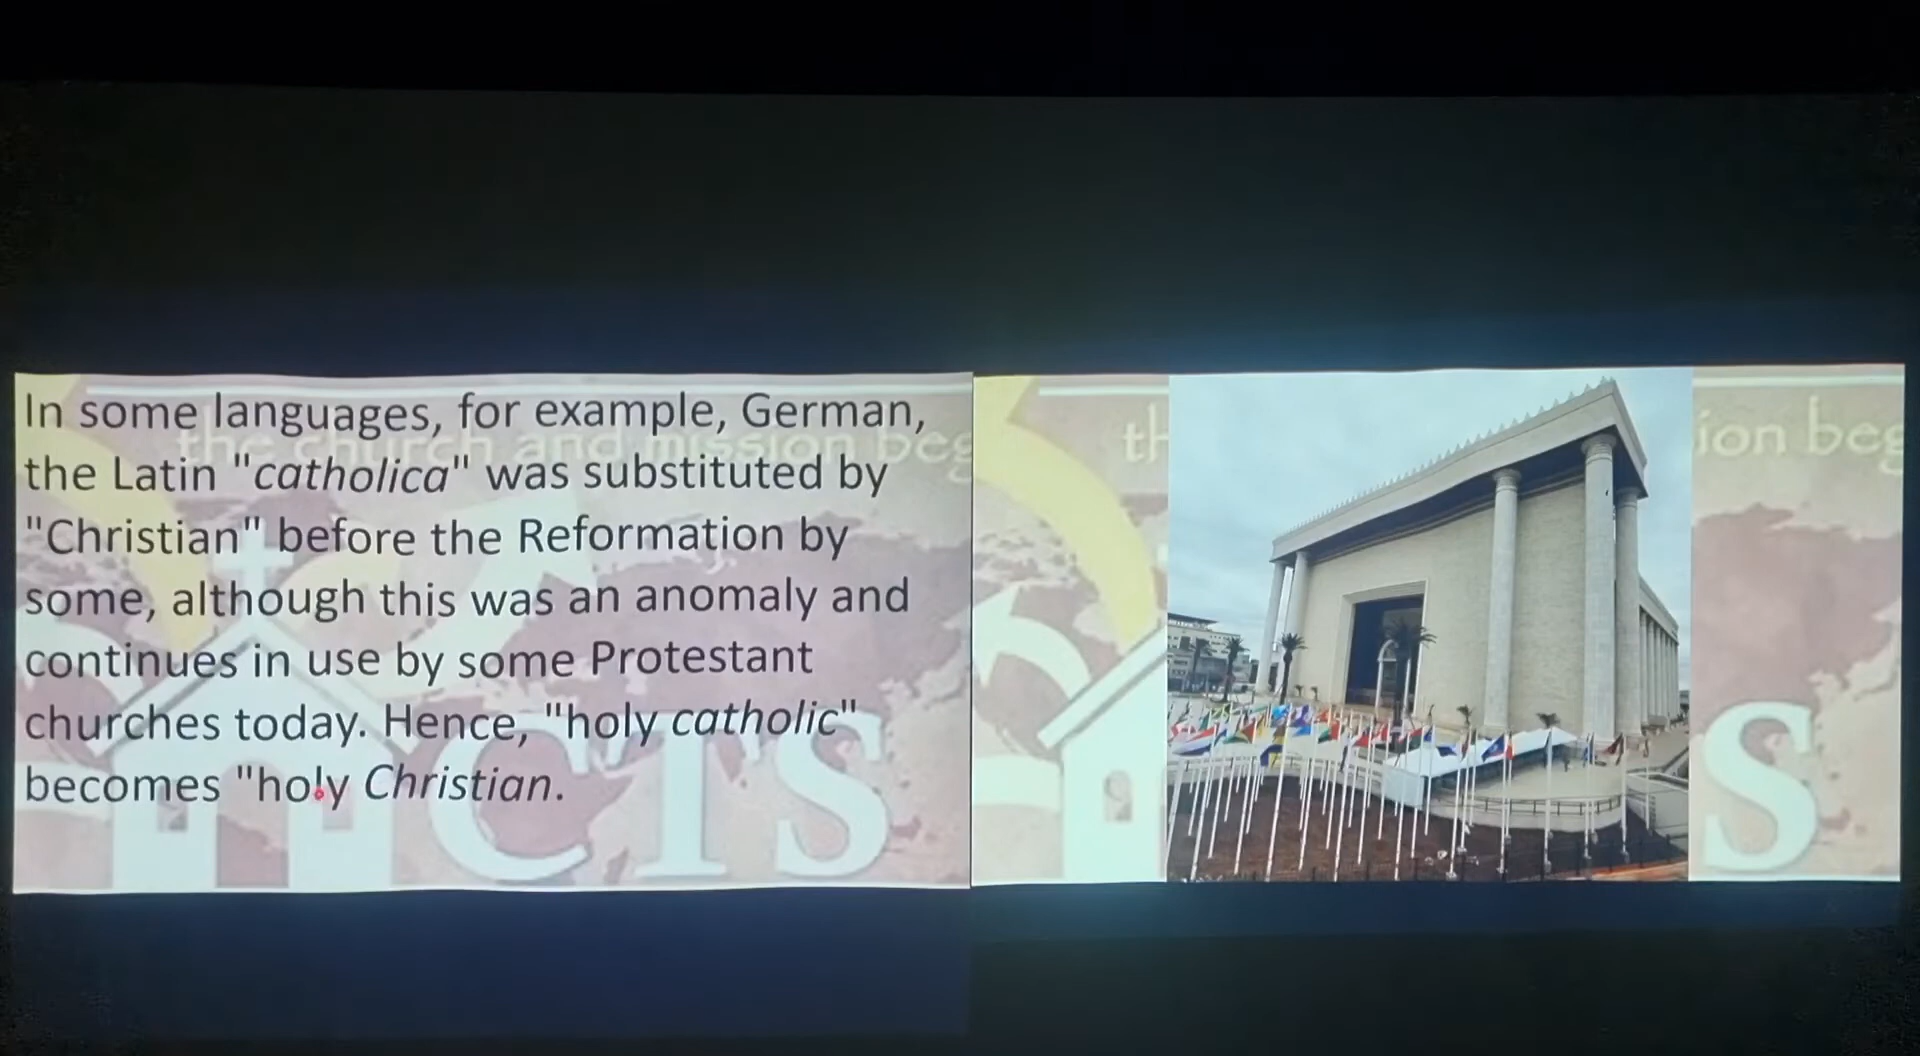 In some languages, for example, German,
the Latin "catholica" was substituted by
"Christian" before the Reformation by
some, although this was an anomaly and
continues in use by some Protestant
churches today. Hence, "holy catholic"
becomes "holy Christian.
the church and mission beg
CTS
th
ion beg
S